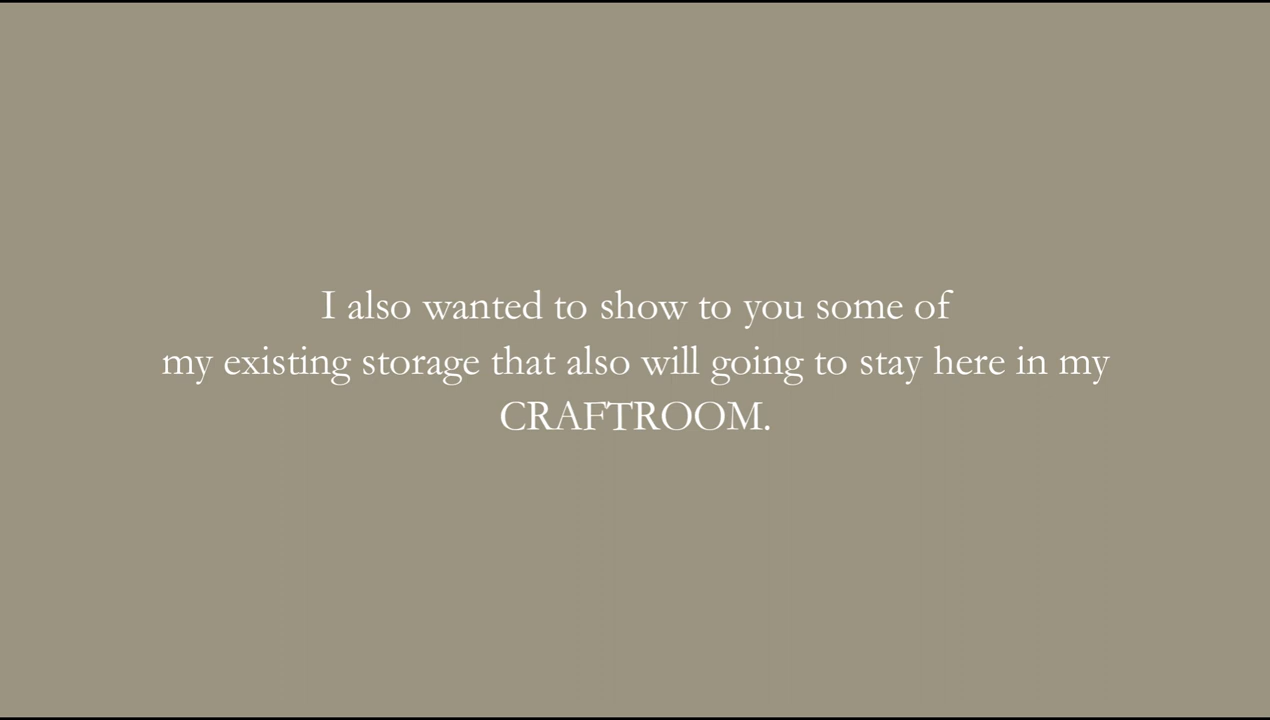 I also wanted to show to you some of
my existing storage that also will going to stay here in my
CRAFTROOM.